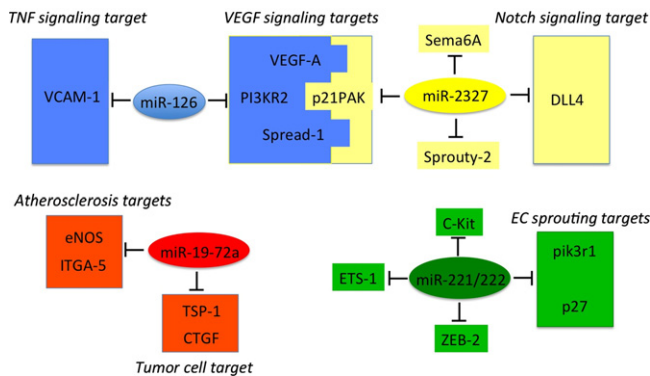 TNF signaling target
VEGF signaling targets
Notch signaling target
VCAM-1
miR-126
VEGF-A
PI3KR2
p21PAK
Spread-1
Sema6A
miR-2327
Sprouty-2
DLL4
Atherosclerosis targets
eNOS
ITGA-5
miR-19-72a
TSP-1
CTGF
Tumor cell target
C-Kit
EC sprouting targets
ETS-1
miR-221/222
ZEB-2
pik3r1
p27